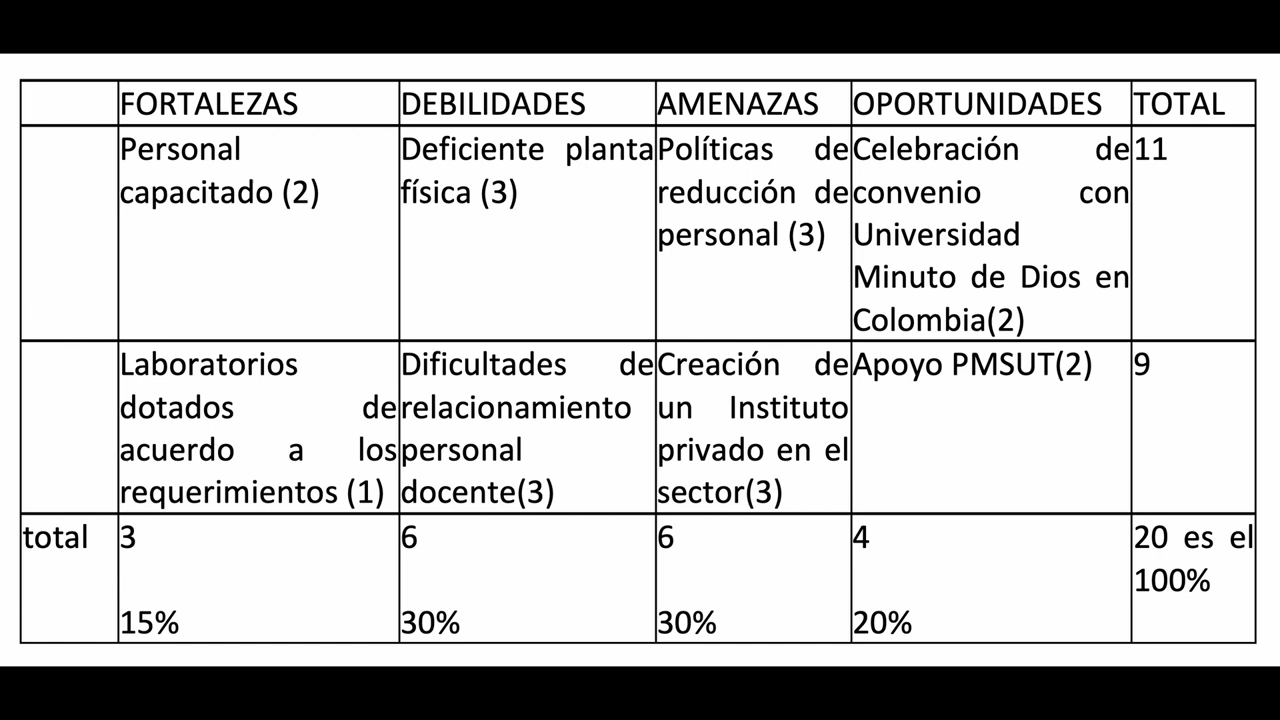 FORTALEZAS DEBILIDADES AMENAZAS OPORTUNIDADES TOTAL
Personal
capacitado (2)
Deficiente planta
física (3)
Políticas de
reducción de
personal (3)
Celebración de
convenio con
Universidad
Minuto de Dios en
Colombia(2)
11
Laboratorios
dotados de
acuerdo a los
requerimientos (1)
Dificultades de
relacionamiento
personal
docente(3)
Creación de
un Instituto
privado en el
sector(3)
Apoyo PMSUT(2)
9
total
3
15%
6
30%
6
30%
4
20%
20 es el
100%